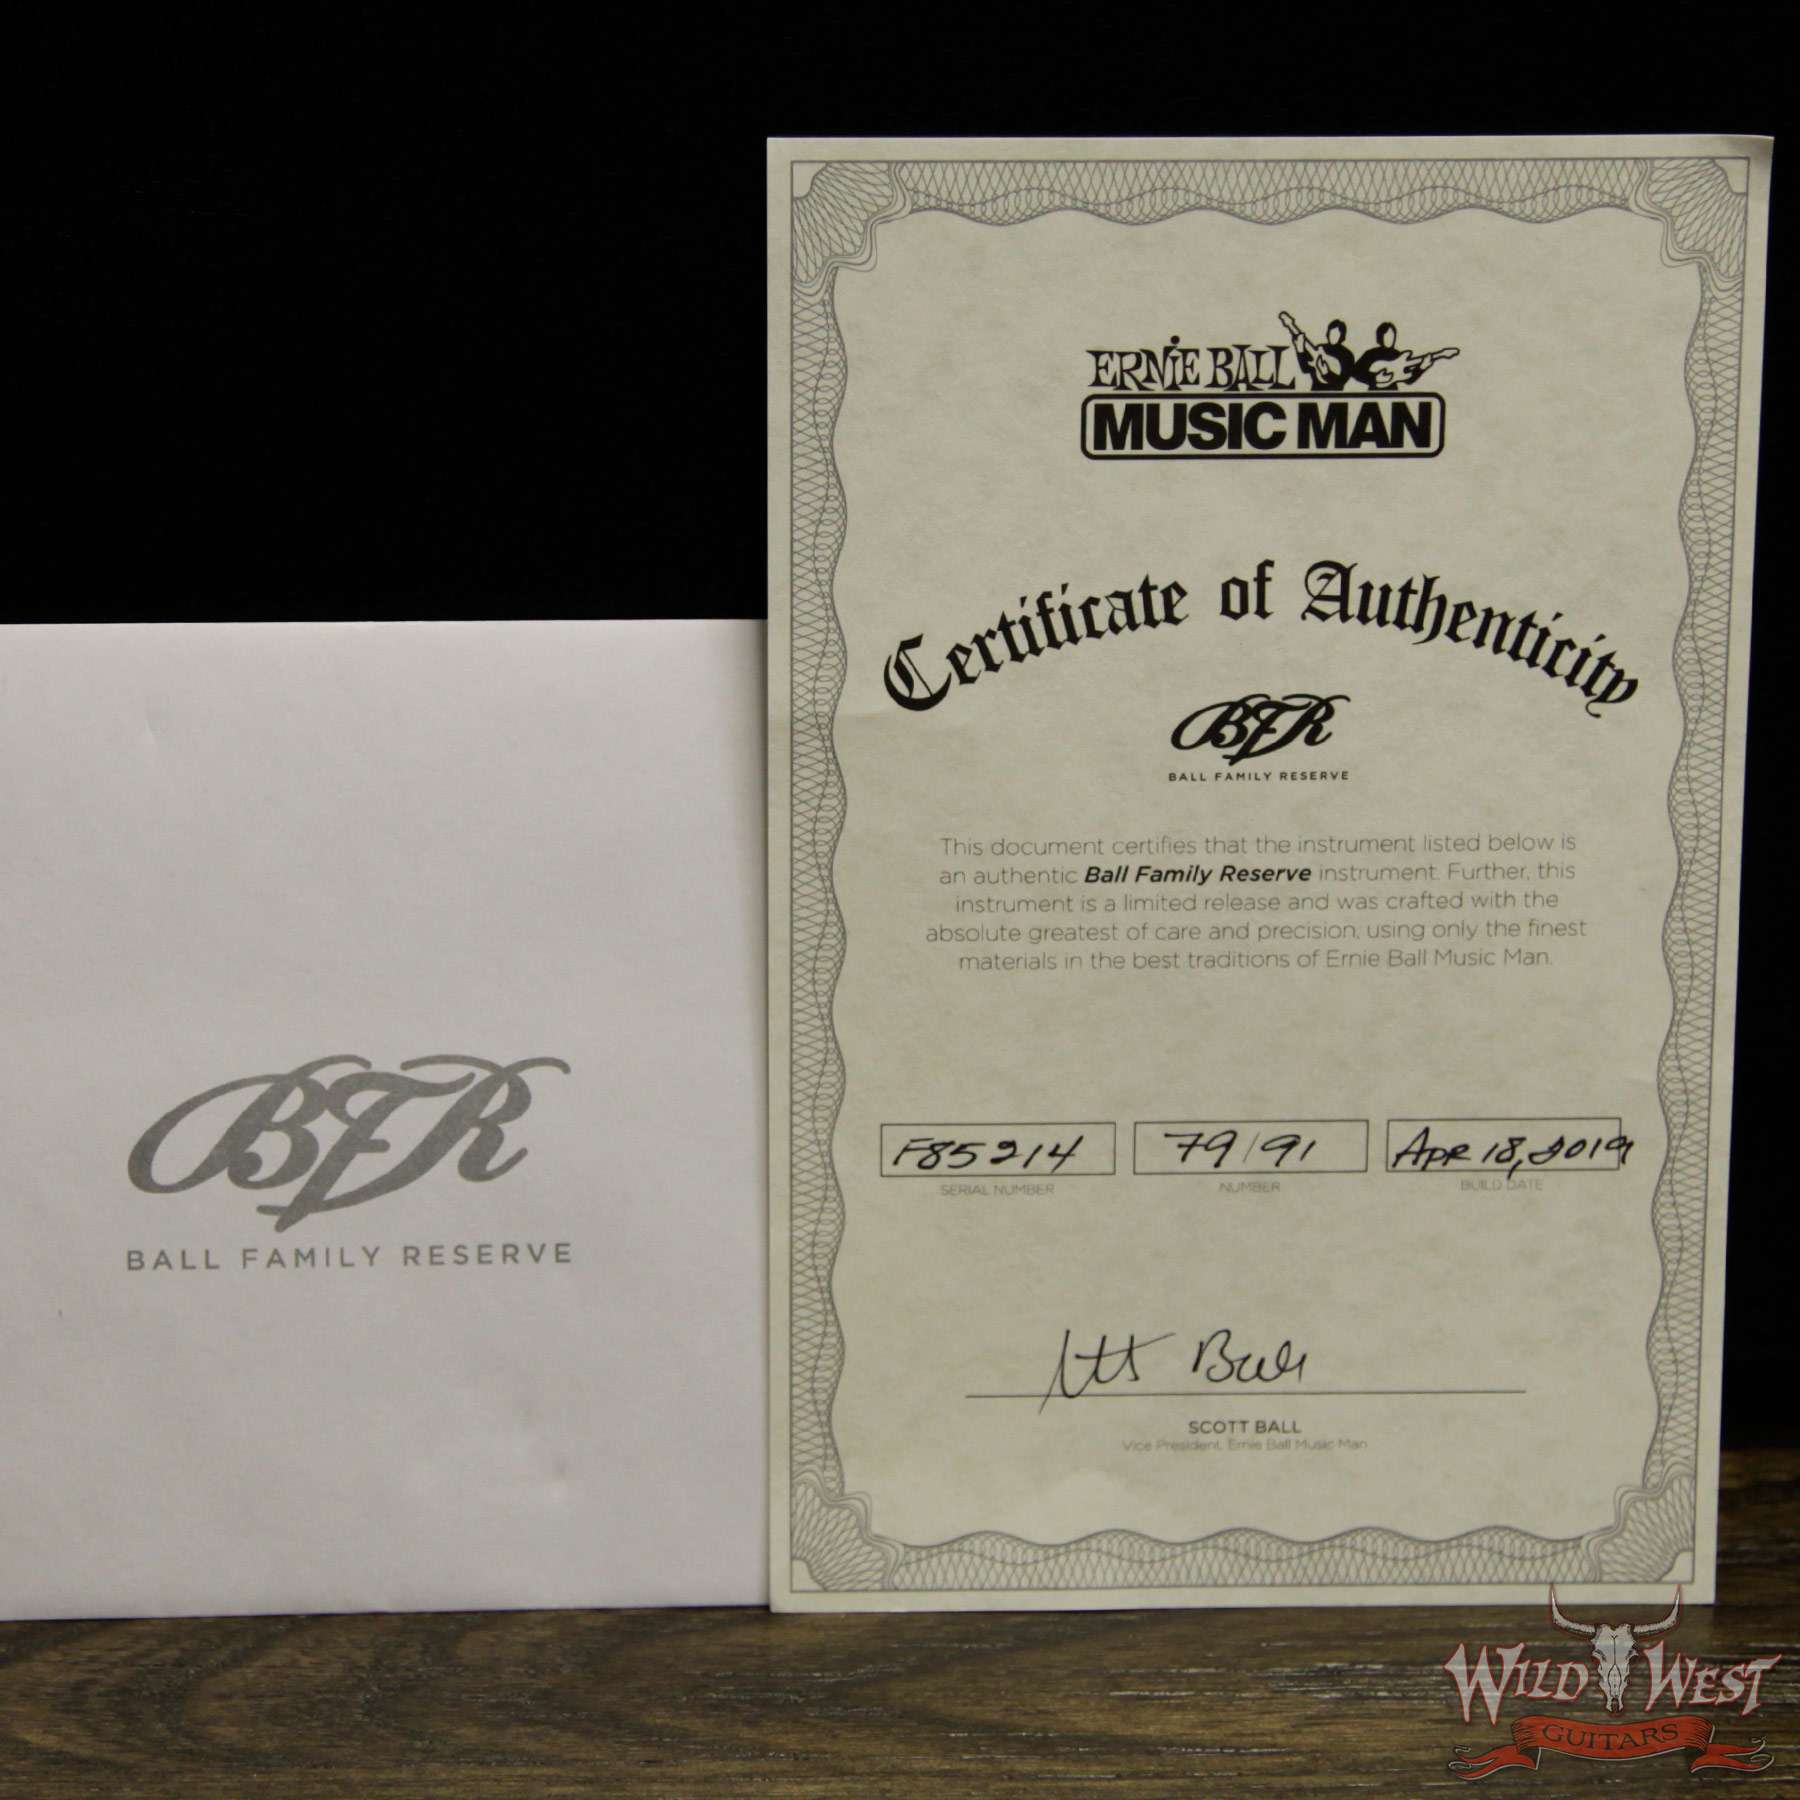 BFR
BALL FAMILY RESERVE
ERNIE BALL
MUSIC MAN
Certificate of Authenticity
BFR
BALL FAMILY RESERVE
This document certifies that the instrument listed below is
an authentic Ball Family Reserve instrument. Further, this
instrument is a limited release and was crafted with the
absolute greatest of care and precision, using only the finest
materials in the best traditions of Ernie Ball Music Man.
F85214 79/91 Apr 18, 2019
SERIAL NUMBER NUMBER BUILD DATE
Scott Ball
SCOTT BALL
Vice President, Ernie Ball Music Man
WILD WEST
GUITARS